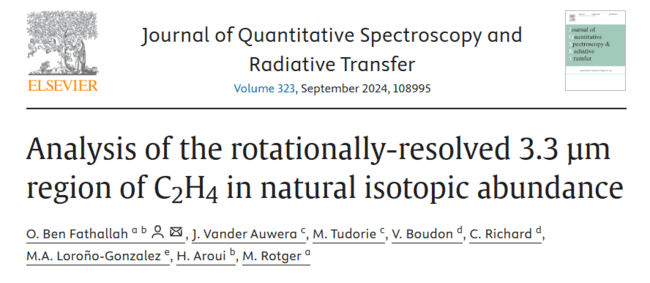 Journal of Quantitative Spectroscopy and
Radiative Transfer
Volume 323, September 2024, 108995
ELSEVIER
Journal of
Quantitative
Spectroscopy &
Radiative
Transfer
Analysis of the rotationally-resolved 3.3 μm
region of C₂H₄ in natural isotopic abundance
O. Ben Fathallah ᵃ ᵇ, J. Vander Auwera ᶜ, M. Tudorie ᶜ, V. Boudon ᵈ, C. Richard ᵈ,
M.A. Loroño-Gonzalez ᵉ, H. Aroui ᵇ, M. Rotger ᵃ